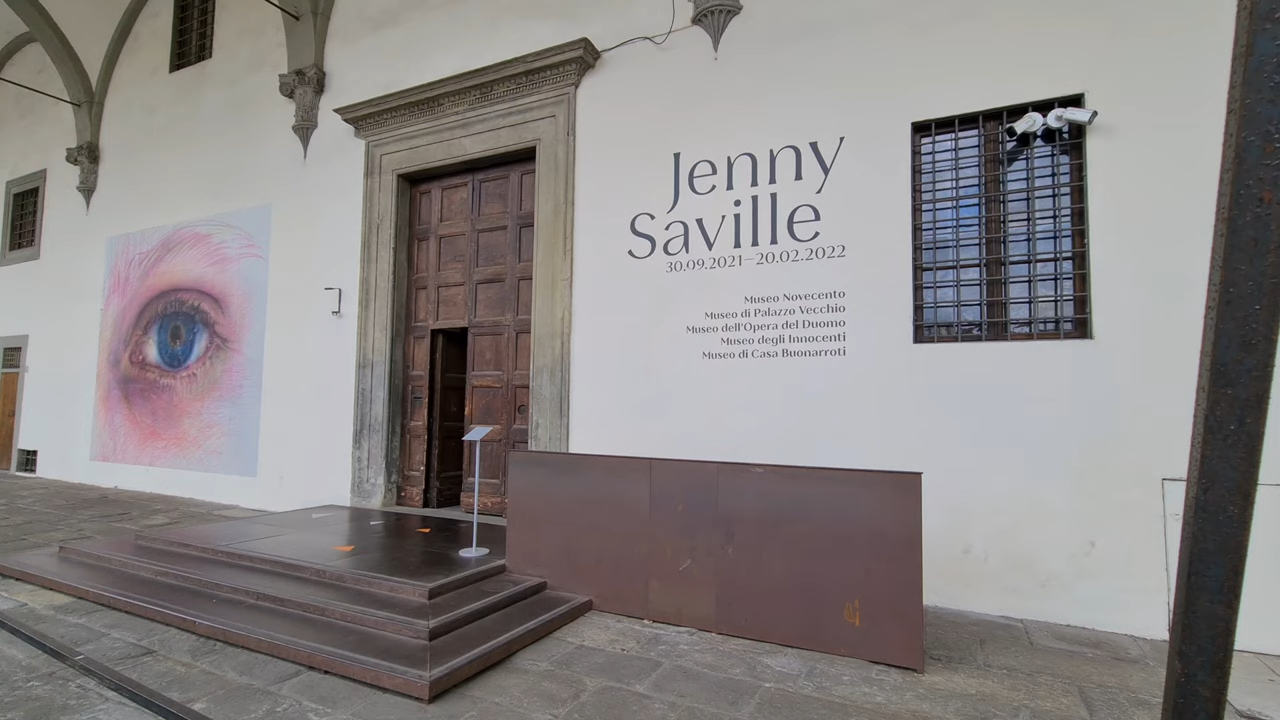 Jenny
Saville
30.09.2021–20.02.2022
Museo Novecento
Museo di Palazzo Vecchio
Museo dell'Opera del Duomo
Museo degli Innocenti
Museo di Casa Buonarroti